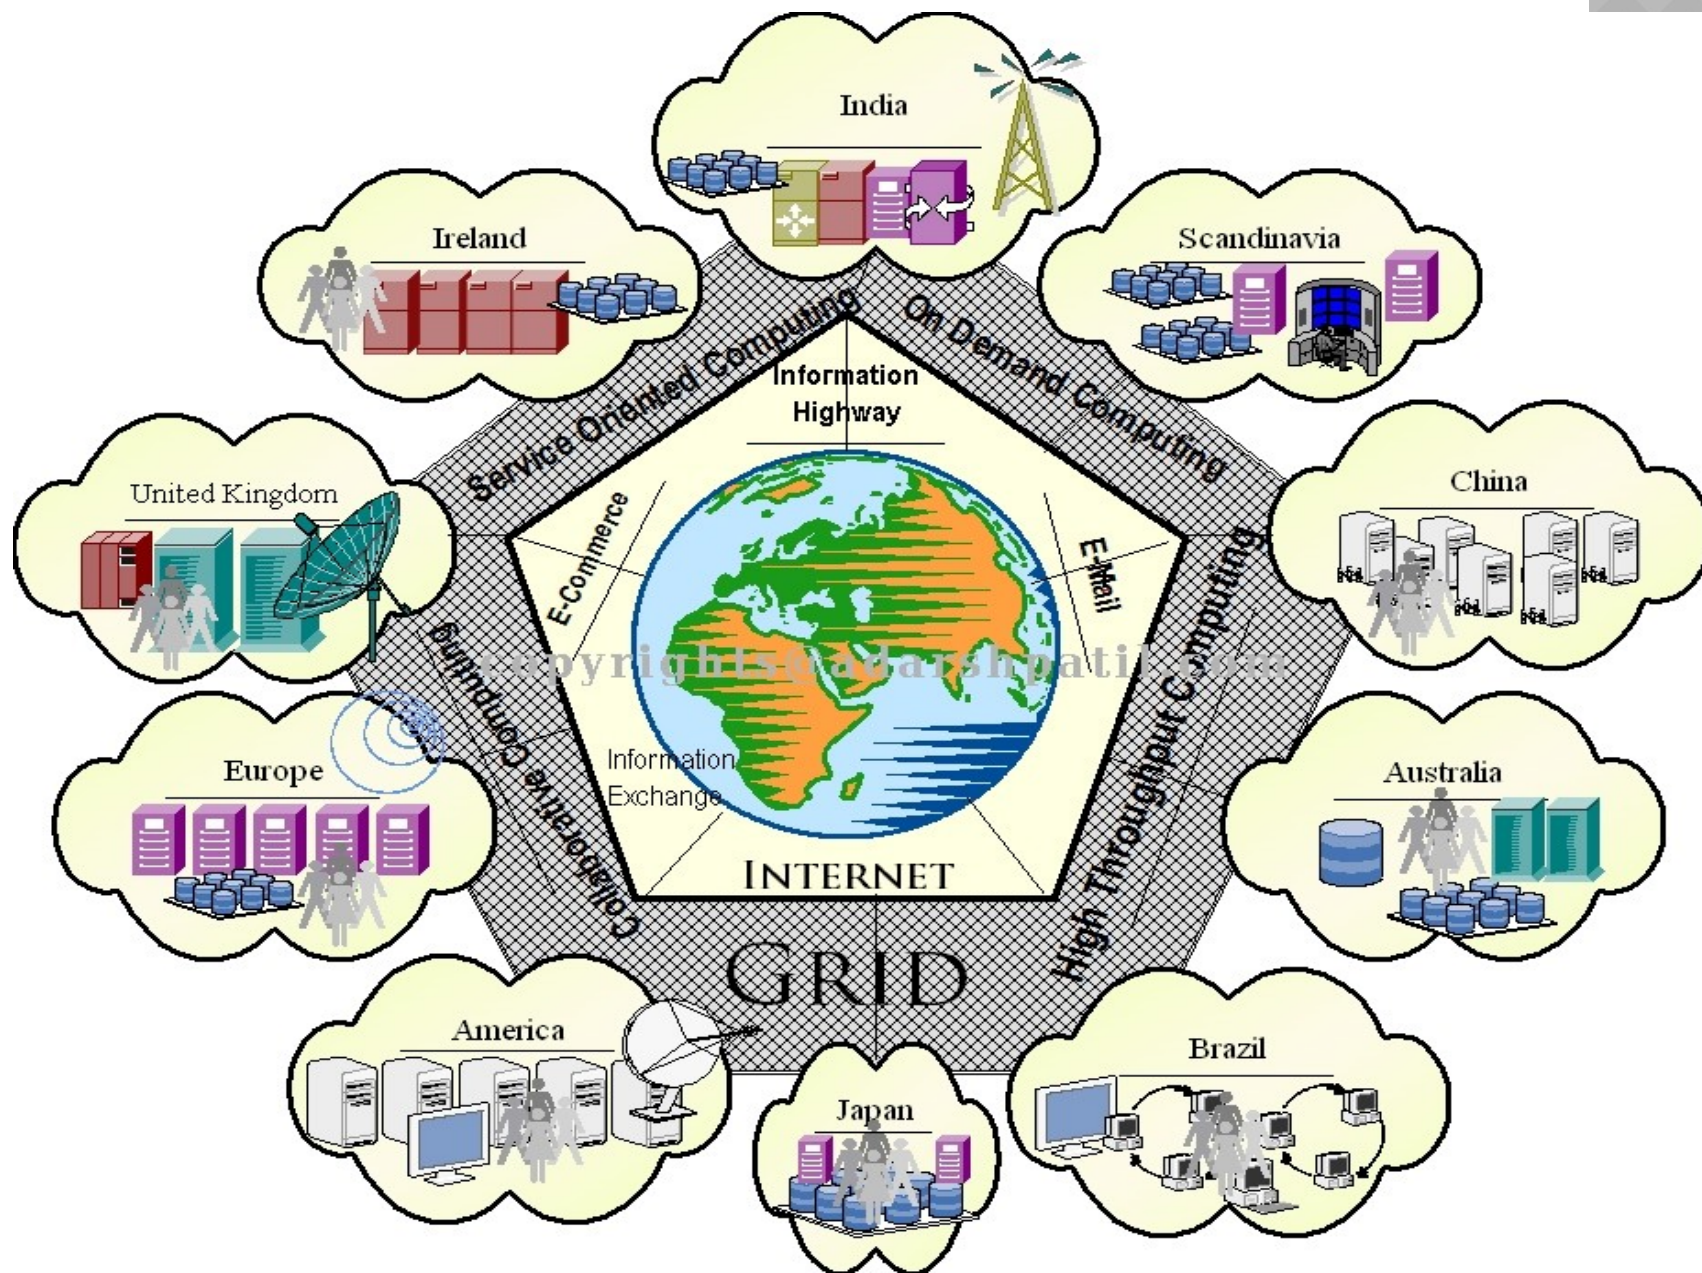 India
Ireland
Scandinavia
Service Oriented Computing
On Demand Computing
Information
Highway
United Kingdom
China
E-Commerce
E-Mail
copyrights@adarshpatil.com
Collaborative Computing
High Throughput Computing
Europe
Information
Exchange
Australia
INTERNET
GRID
America
Brazil
Japan